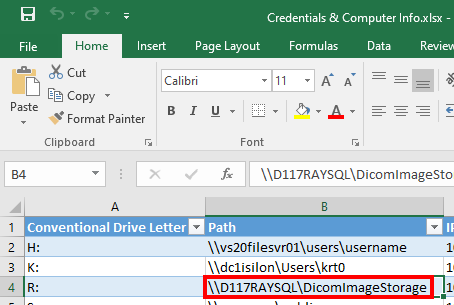 Credentials & Computer Info.xlsx -
File Home Insert Page Layout Formulas Data Review
Cut
Copy
Format Painter
Paste
Calibri 11
A A
B I U A
Clipboard Font
B4 fx \\D117RAYSQL\DicomImageSto
A B
1 Conventional Drive Letter Path
2 H: \\vs20filesvr01\users\username
3 K: \\dc1isilon\Users\krt0
4 R: \\D117RAYSQL\DicomImageStorage